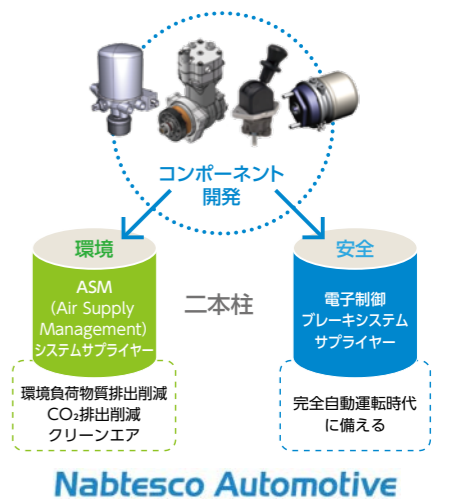 コンポーネント
開発
環境
安全
ASM
(Air Supply
Management)
システムサプライヤー
二本柱
電子制御
ブレーキシステム
サプライヤー
環境負荷物質排出削減
CO₂排出削減
クリーンエア
完全自動運転時代
に備える
Nabtesco Automotive